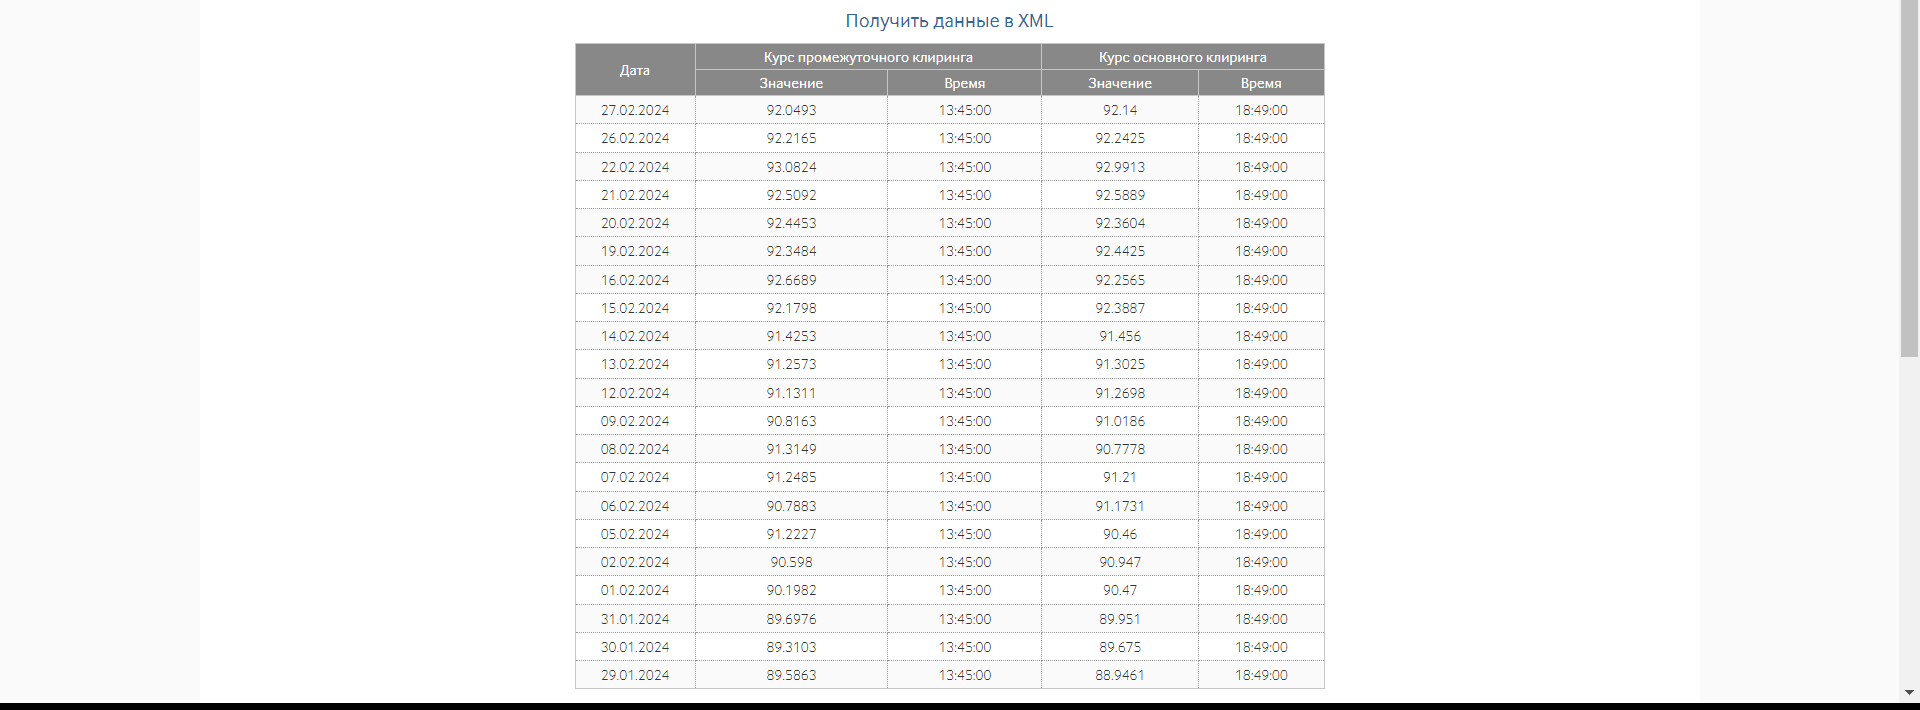 Получить данные в XML
Дата Курс промежуточного клиринга Курс основного клиринга
Значение Время Значение Время
27.02.2024 92.0493 13:45:00 92.14 18:49:00
26.02.2024 92.2165 13:45:00 92.2425 18:49:00
22.02.2024 93.0824 13:45:00 92.9913 18:49:00
21.02.2024 92.5092 13:45:00 92.5889 18:49:00
20.02.2024 92.4453 13:45:00 92.3604 18:49:00
19.02.2024 92.3484 13:45:00 92.4425 18:49:00
16.02.2024 92.6689 13:45:00 92.2565 18:49:00
15.02.2024 92.1798 13:45:00 92.3887 18:49:00
14.02.2024 91.4253 13:45:00 91.456 18:49:00
13.02.2024 91.2573 13:45:00 91.3025 18:49:00
12.02.2024 91.1311 13:45:00 91.2698 18:49:00
09.02.2024 90.8163 13:45:00 91.0186 18:49:00
08.02.2024 91.3149 13:45:00 90.7778 18:49:00
07.02.2024 91.2485 13:45:00 91.21 18:49:00
06.02.2024 90.7883 13:45:00 91.1731 18:49:00
05.02.2024 91.2227 13:45:00 90.46 18:49:00
02.02.2024 90.598 13:45:00 90.947 18:49:00
01.02.2024 90.1982 13:45:00 90.47 18:49:00
31.01.2024 89.6976 13:45:00 89.951 18:49:00
30.01.2024 89.3103 13:45:00 89.675 18:49:00
29.01.2024 89.5863 13:45:00 88.9461 18:49:00